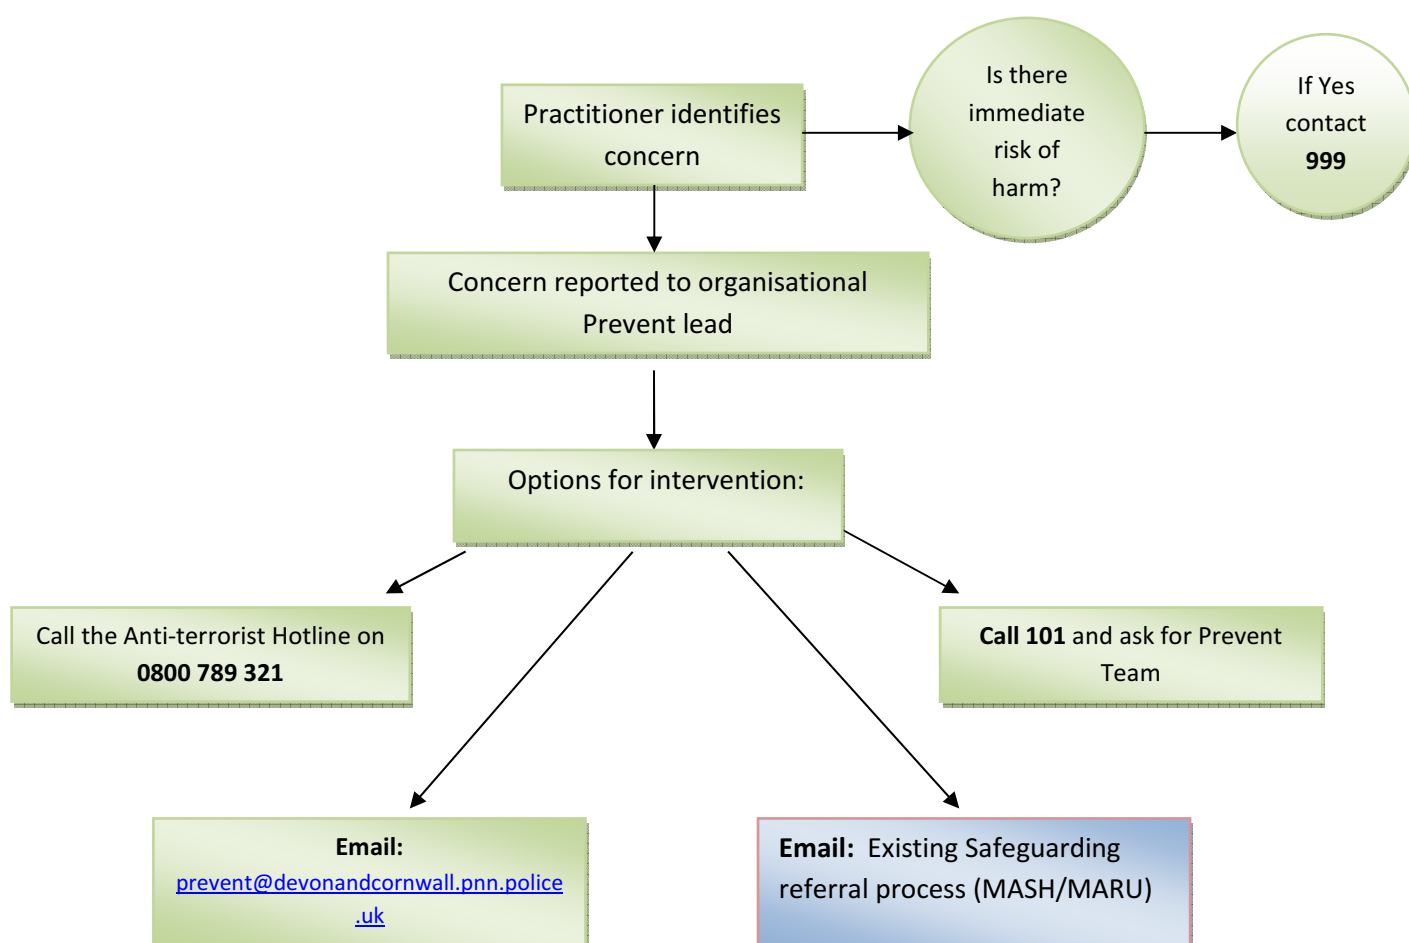 Practitioner identifies
concern
Is there
immediate
risk of
harm?
If Yes
contact
999
Concern reported to organisational
Prevent lead
Options for intervention:
Call the Anti-terrorist Hotline on
0800 789 321
Call 101 and ask for Prevent
Team
Email:
prevent@devonandcornwall.pnn.police
.uk
Email: Existing Safeguarding
referral process (MASH/MARU)